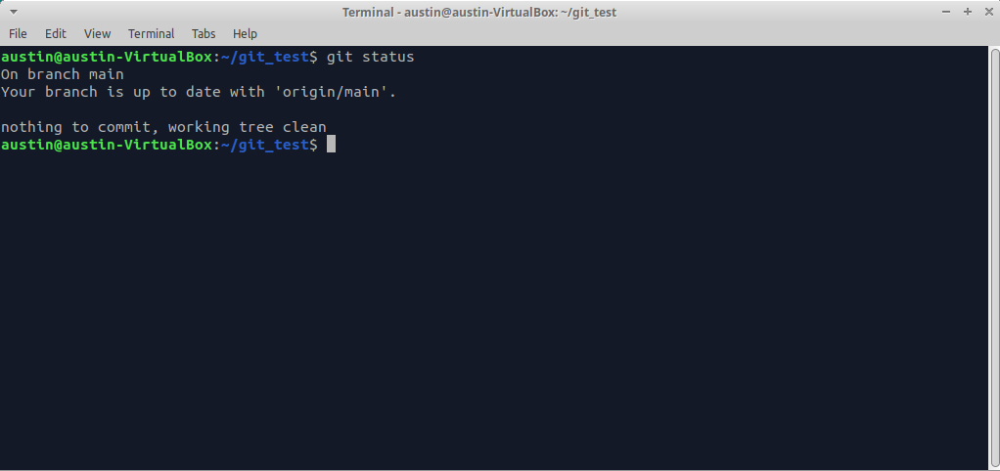 Terminal - austin@austin-VirtualBox: ~/git_test
File Edit View Terminal Tabs Help
austin@austin-VirtualBox:~/git_test$ git status
On branch main
Your branch is up to date with 'origin/main'.
nothing to commit, working tree clean
austin@austin-VirtualBox:~/git_test$